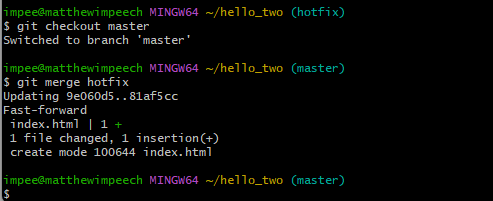 impee@matthewimpeech MINGW64 ~/hello_two (hotfix)
$ git checkout master
Switched to branch 'master'
impee@matthewimpeech MINGW64 ~/hello_two (master)
$ git merge hotfix
Updating 9e060d5..81af5cc
Fast-forward
 index.html | 1 +
 1 file changed, 1 insertion(+)
 create mode 100644 index.html
impee@matthewimpeech MINGW64 ~/hello_two (master)
$